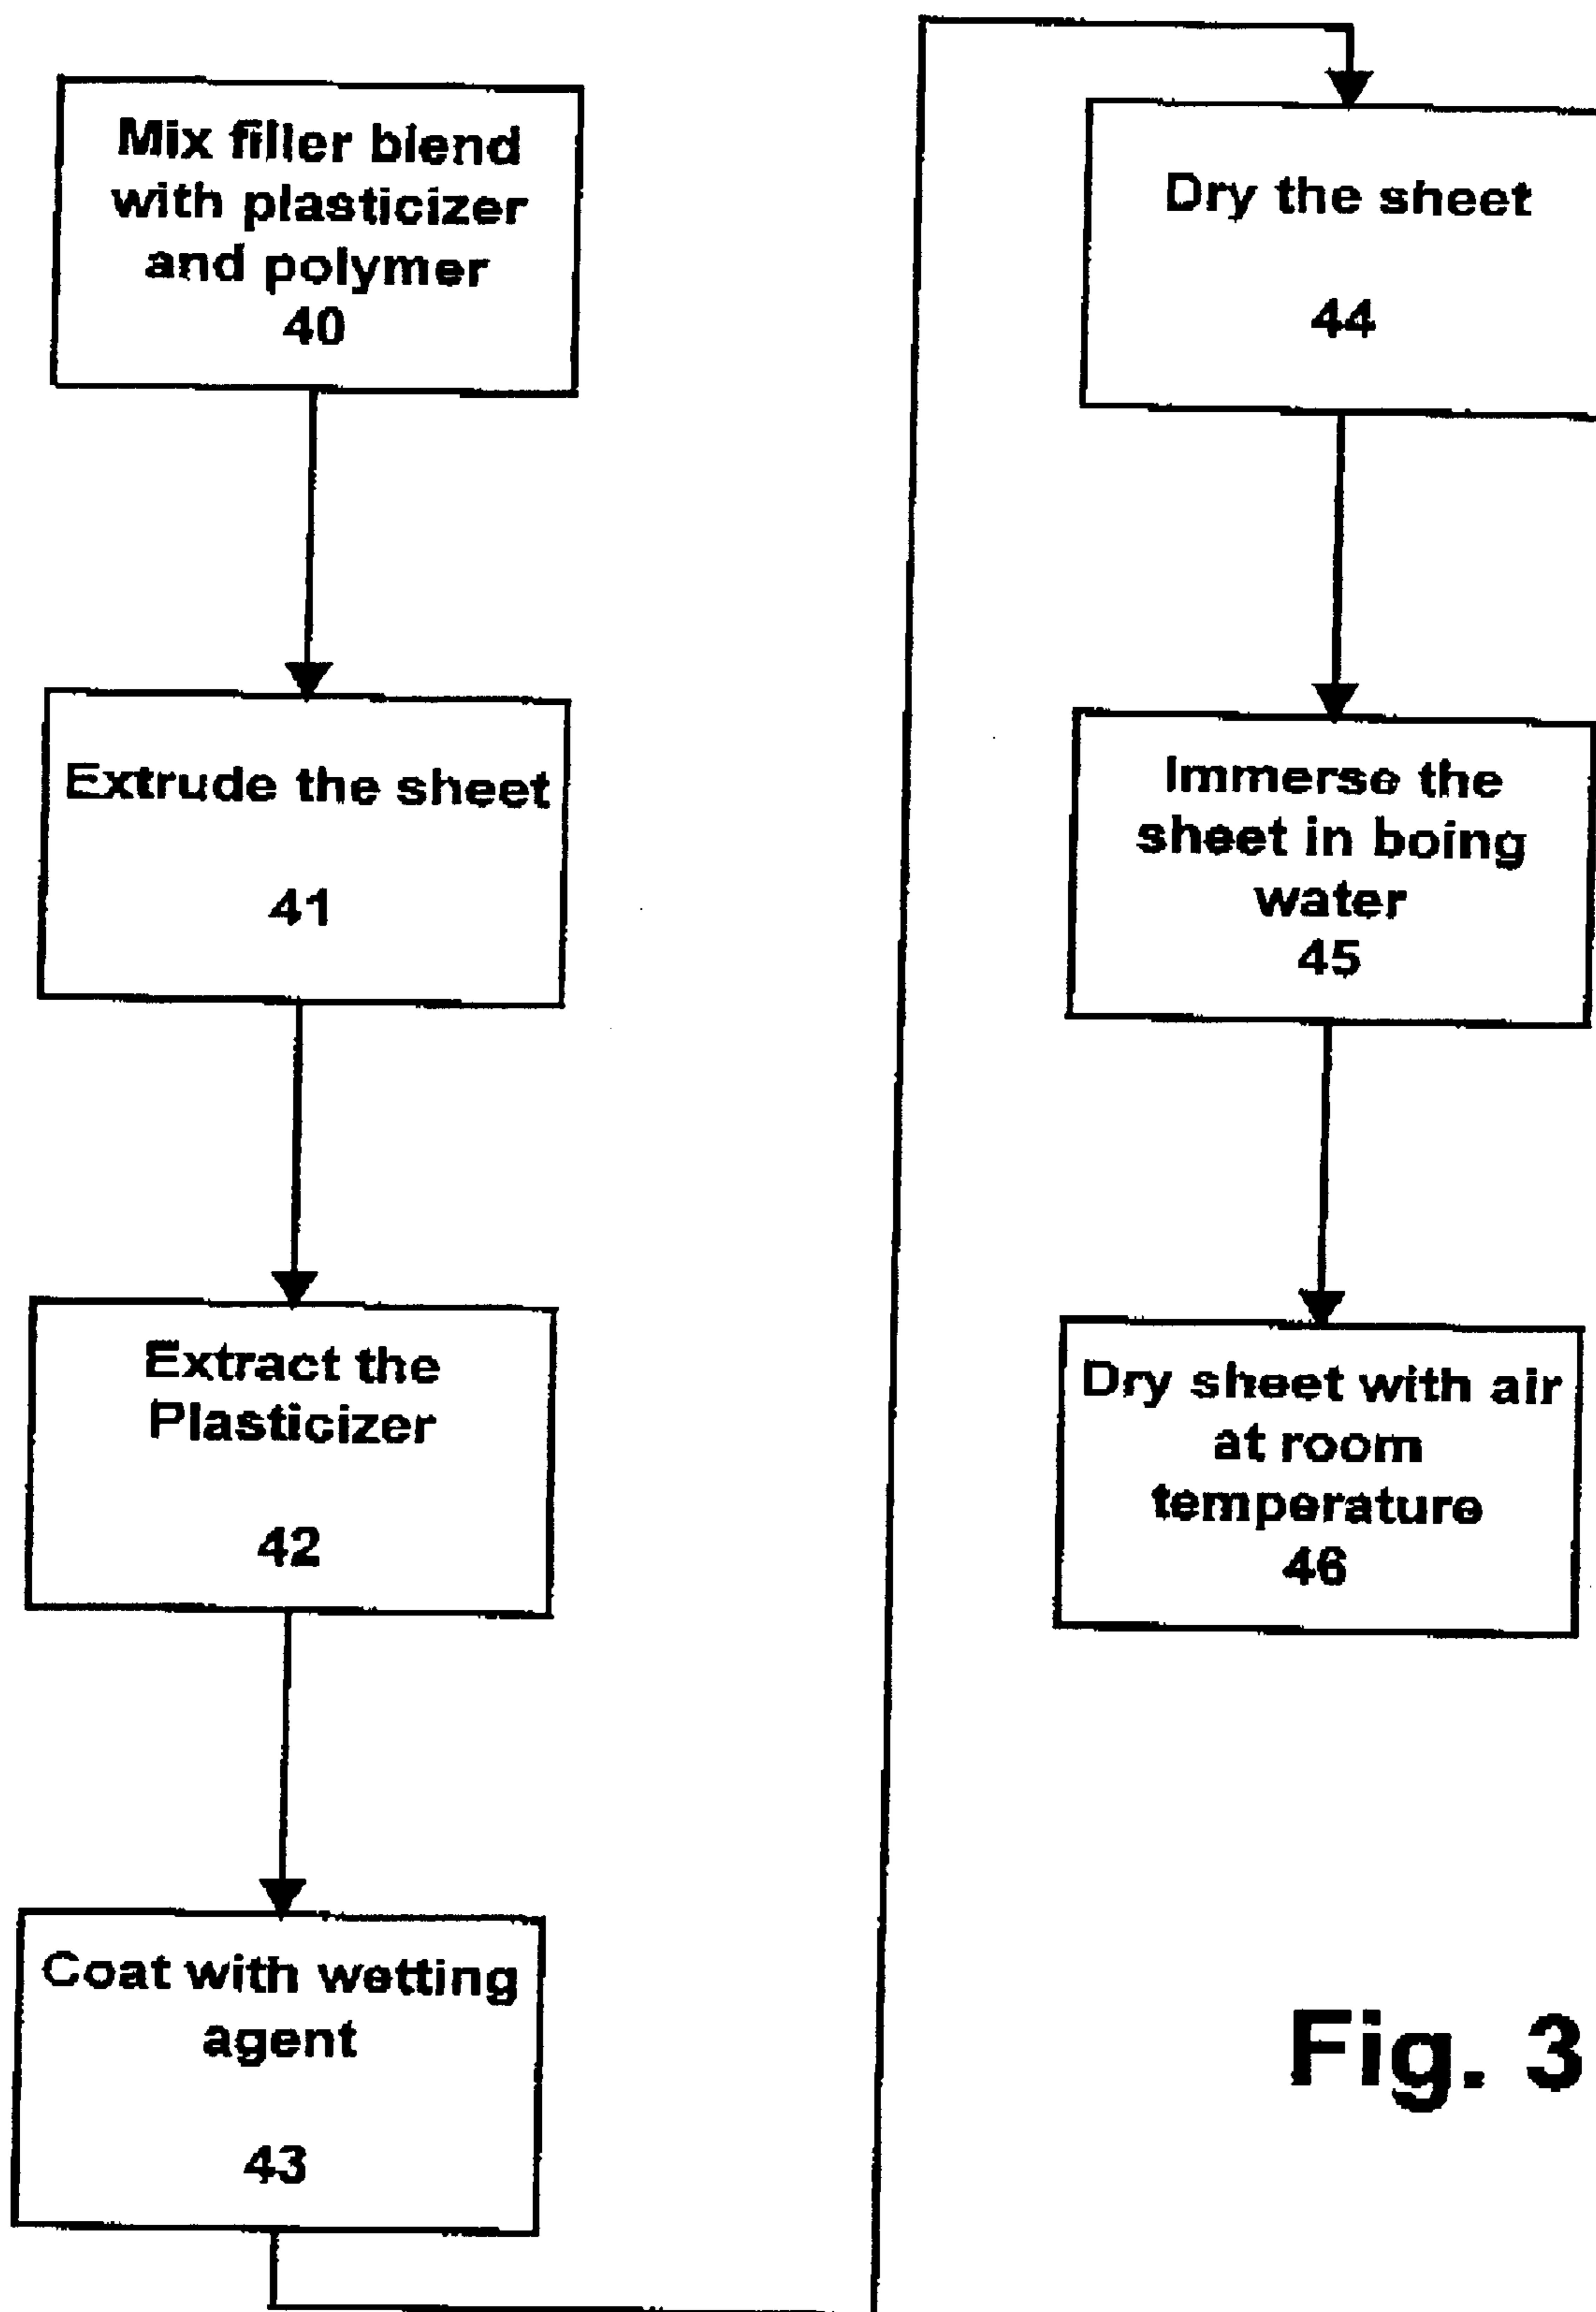 Mix filler blend
with plasticizer
and polymer
40
Extrude the sheet
41
Extract the
Plasticizer
42
Coat with wetting
agent
43
Dry the sheet
44
Immerse the
sheet in boing
water
45
Dry sheet with air
at room
temperature
46
Fig. 3